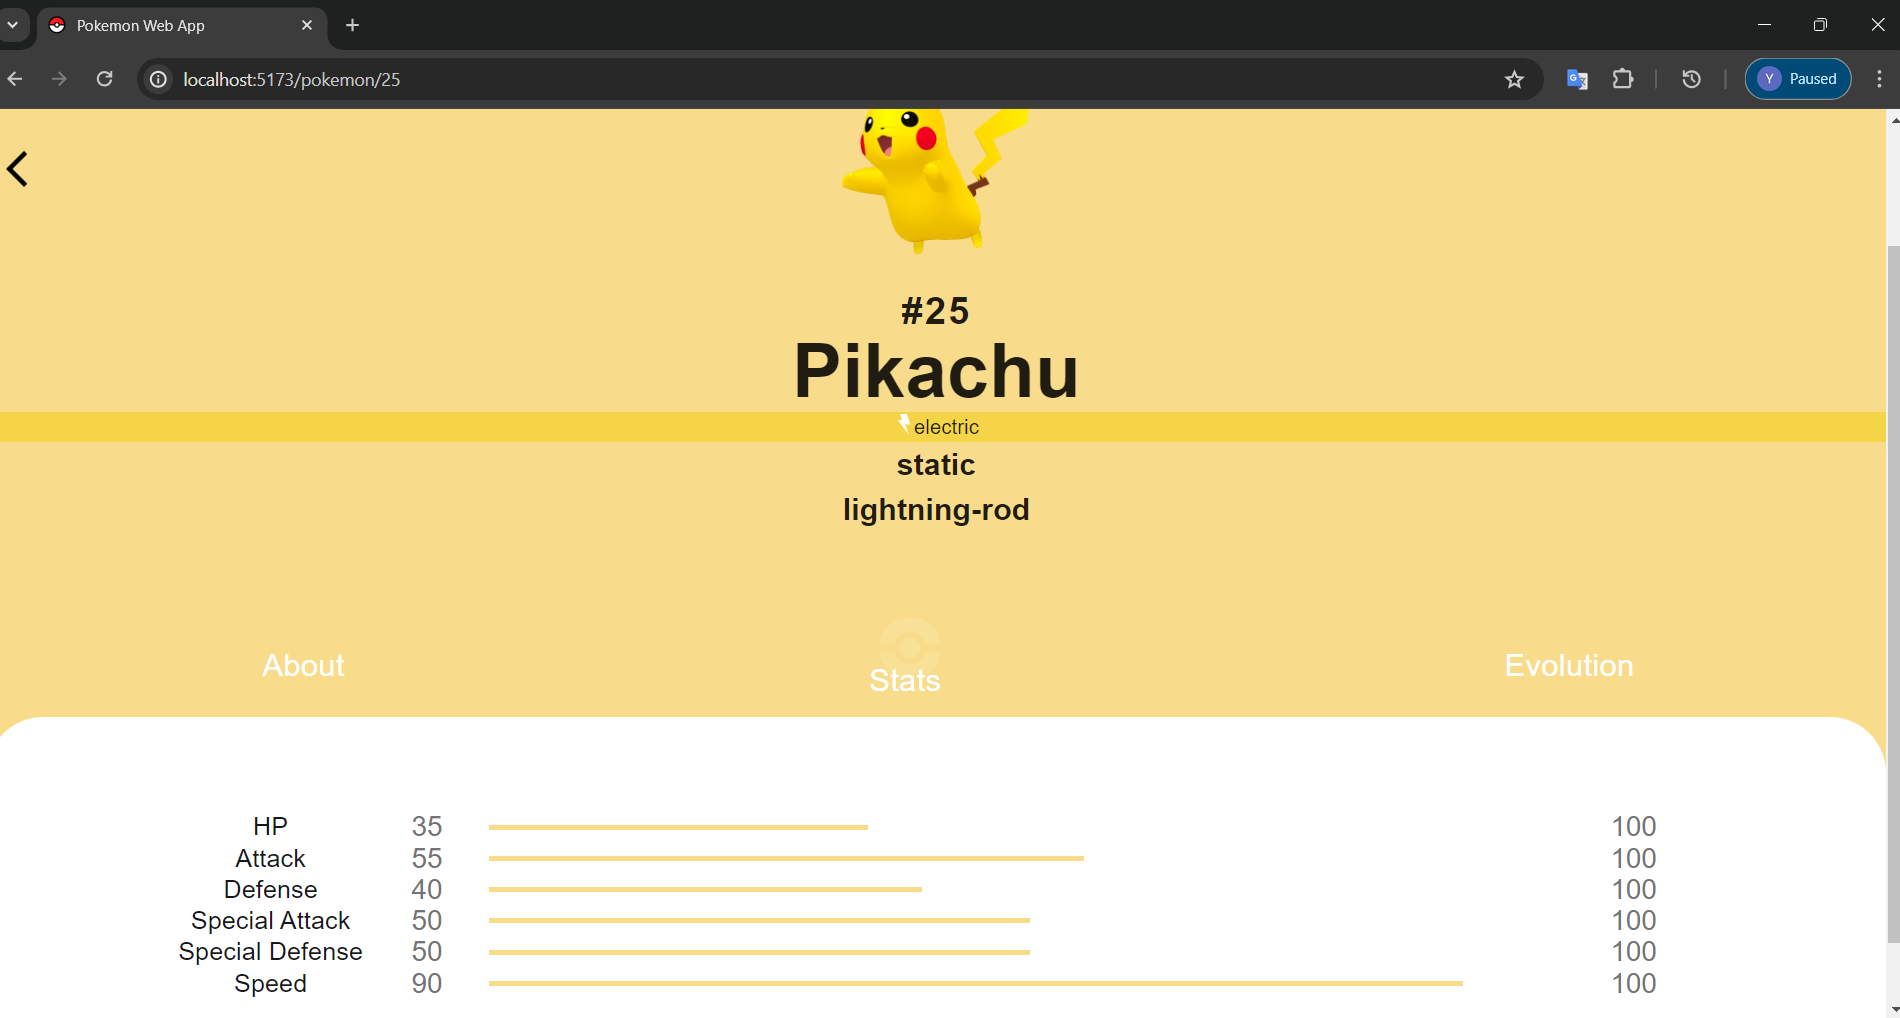 Pokemon Web App
localhost:5173/pokemon/25
Y Paused
#25
Pikachu
electric
static
lightning-rod
About Stats Evolution
HP 35 100
Attack 55 100
Defense 40 100
Special Attack 50 100
Special Defense 50 100
Speed 90 100